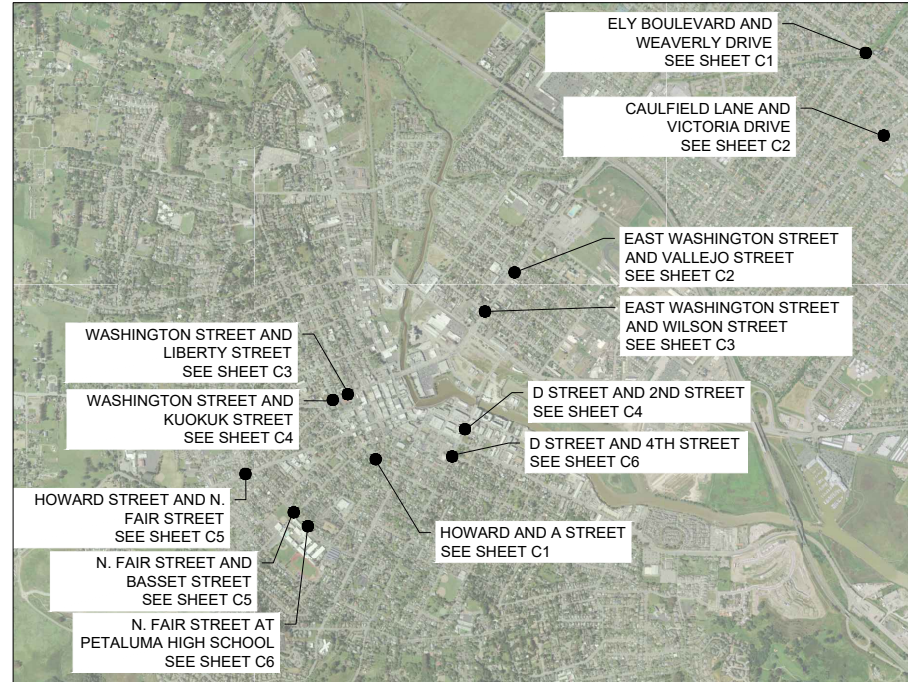 ELY BOULEVARD AND
WEAVERLY DRIVE
SEE SHEET C1
CAULFIELD LANE AND
VICTORIA DRIVE
SEE SHEET C2
EAST WASHINGTON STREET
AND VALLEJO STREET
SEE SHEET C2
EAST WASHINGTON STREET
AND WILSON STREET
SEE SHEET C3
WASHINGTON STREET AND
LIBERTY STREET
SEE SHEET C3
WASHINGTON STREET AND
KUOKUK STREET
SEE SHEET C4
D STREET AND 2ND STREET
SEE SHEET C4
D STREET AND 4TH STREET
SEE SHEET C6
HOWARD STREET AND N.
FAIR STREET
SEE SHEET C5
HOWARD AND A STREET
SEE SHEET C1
N. FAIR STREET AND
BASSET STREET
SEE SHEET C5
N. FAIR STREET AT
PETALUMA HIGH SCHOOL
SEE SHEET C6